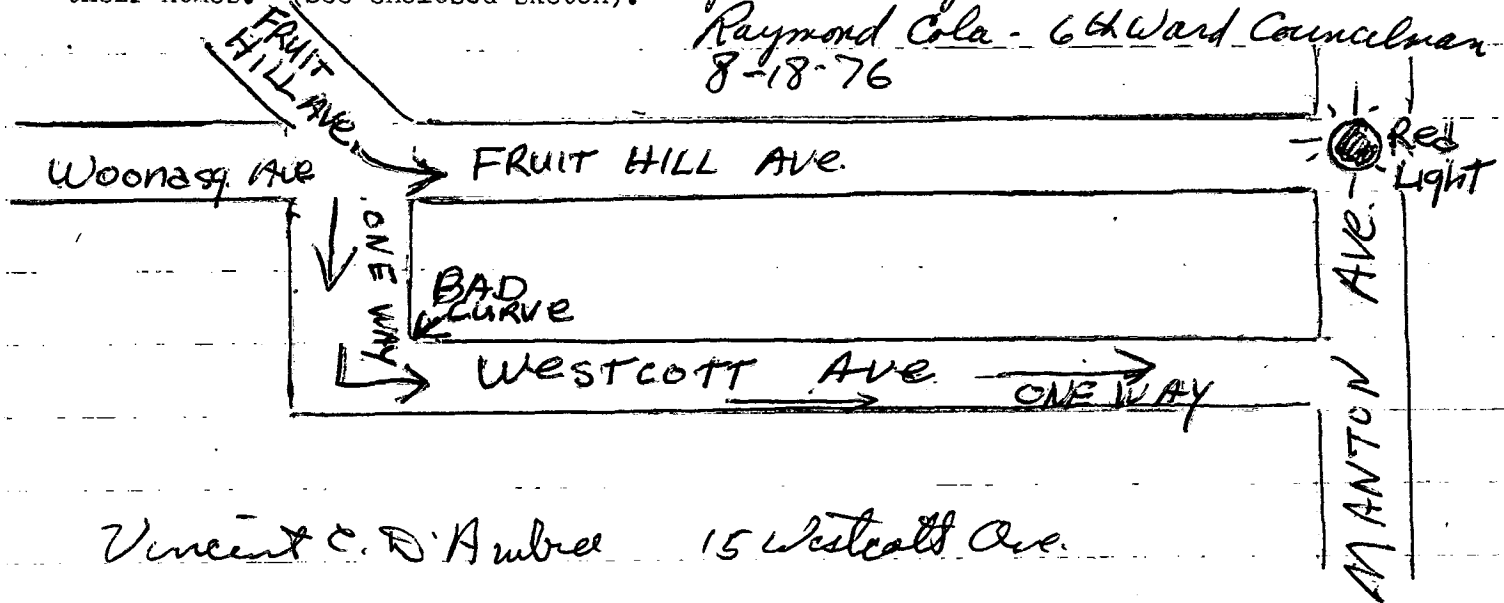 their homes. (See enclosed sketch).
Raymond Cola - 6th Ward Councilman
8-18-76
FRUIT
HILL AVE.
Woonasq. Ave
FRUIT HILL AVE.
Red
Light
ONE WAY
BAD
CURVE
WESTCOTT AVE.
ONE WAY
MANTON AVE.
Vincent C. D'Ambra 15 Westcott Ave.